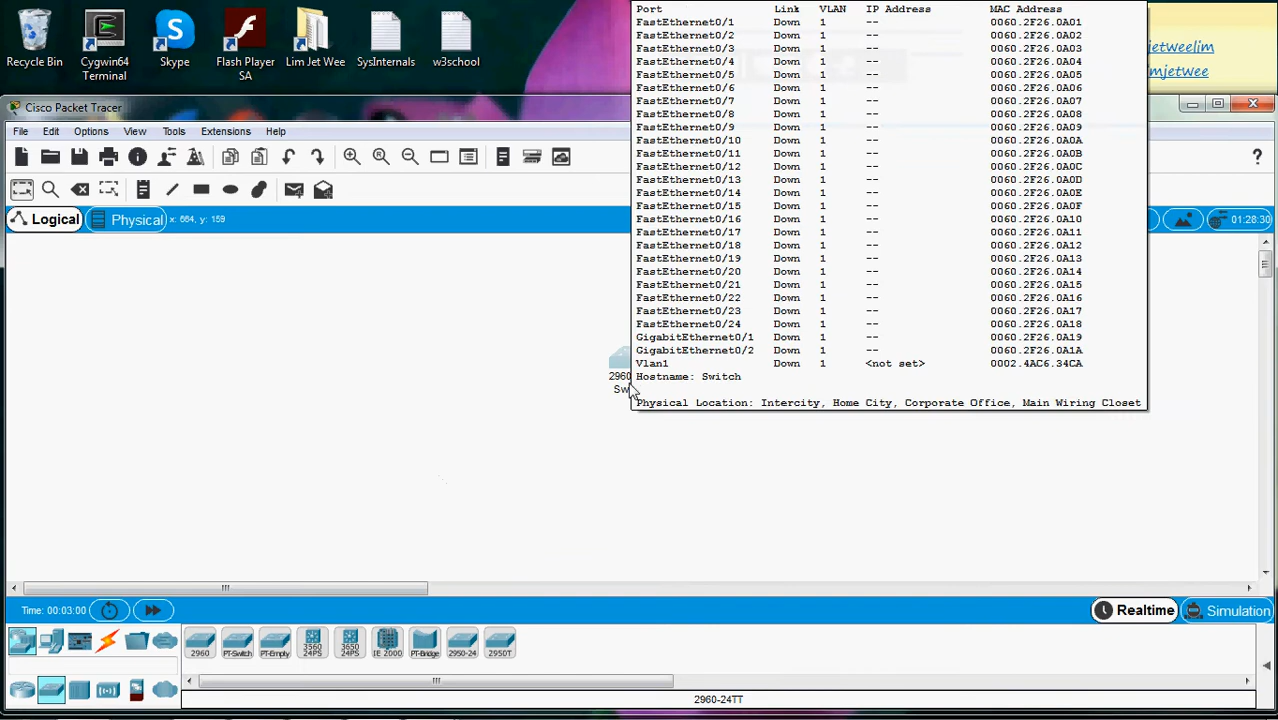 Recycle Bin
Cygwin64 Terminal
Skype
Flash Player SA
Lim Jet Wee
SysInternals
w3school
jetweelim
mjetwee
Cisco Packet Tracer
File Edit Options View Tools Extensions Help
Logical Physical x: 664, y: 159
01:28:30
Port Link VLAN IP Address MAC Address
FastEthernet0/1 Down 1 -- 0060.2F26.0A01
FastEthernet0/2 Down 1 -- 0060.2F26.0A02
FastEthernet0/3 Down 1 -- 0060.2F26.0A03
FastEthernet0/4 Down 1 -- 0060.2F26.0A04
FastEthernet0/5 Down 1 -- 0060.2F26.0A05
FastEthernet0/6 Down 1 -- 0060.2F26.0A06
FastEthernet0/7 Down 1 -- 0060.2F26.0A07
FastEthernet0/8 Down 1 -- 0060.2F26.0A08
FastEthernet0/9 Down 1 -- 0060.2F26.0A09
FastEthernet0/10 Down 1 -- 0060.2F26.0A0A
FastEthernet0/11 Down 1 -- 0060.2F26.0A0B
FastEthernet0/12 Down 1 -- 0060.2F26.0A0C
FastEthernet0/13 Down 1 -- 0060.2F26.0A0D
FastEthernet0/14 Down 1 -- 0060.2F26.0A0E
FastEthernet0/15 Down 1 -- 0060.2F26.0A0F
FastEthernet0/16 Down 1 -- 0060.2F26.0A10
FastEthernet0/17 Down 1 -- 0060.2F26.0A11
FastEthernet0/18 Down 1 -- 0060.2F26.0A12
FastEthernet0/19 Down 1 -- 0060.2F26.0A13
FastEthernet0/20 Down 1 -- 0060.2F26.0A14
FastEthernet0/21 Down 1 -- 0060.2F26.0A15
FastEthernet0/22 Down 1 -- 0060.2F26.0A16
FastEthernet0/23 Down 1 -- 0060.2F26.0A17
FastEthernet0/24 Down 1 -- 0060.2F26.0A18
GigabitEthernet0/1 Down 1 -- 0060.2F26.0A19
GigabitEthernet0/2 Down 1 -- 0060.2F26.0A1A
Vlan1 Down 1 <not set> 0002.4AC6.34CA
Hostname: Switch
Physical Location: Intercity, Home City, Corporate Office, Main Wiring Closet
2960
Sw
Time: 00:03:00
Realtime Simulation
2960
PT-Switch
PT-Empty
3560 24PS
3650 24PS
IE 2000
PT-Bridge
2950-24
2950T
2960-24TT